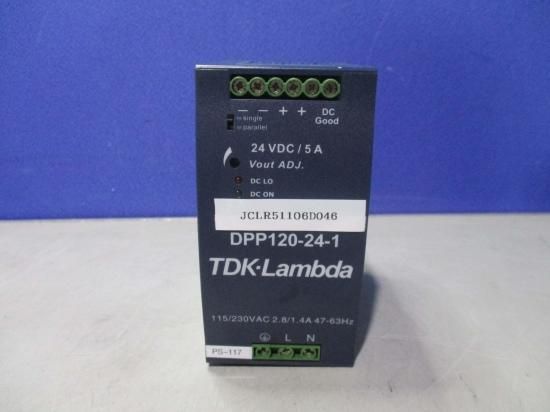 — — + + DC
Good
single
parallel
24 VDC / 5 A
Vout ADJ.
DC LO
DC ON
JCLR51106D046
DPP120-24-1
TDK·Lambda
115/230VAC 2.8/1.4A 47-63Hz
L N
PS-117